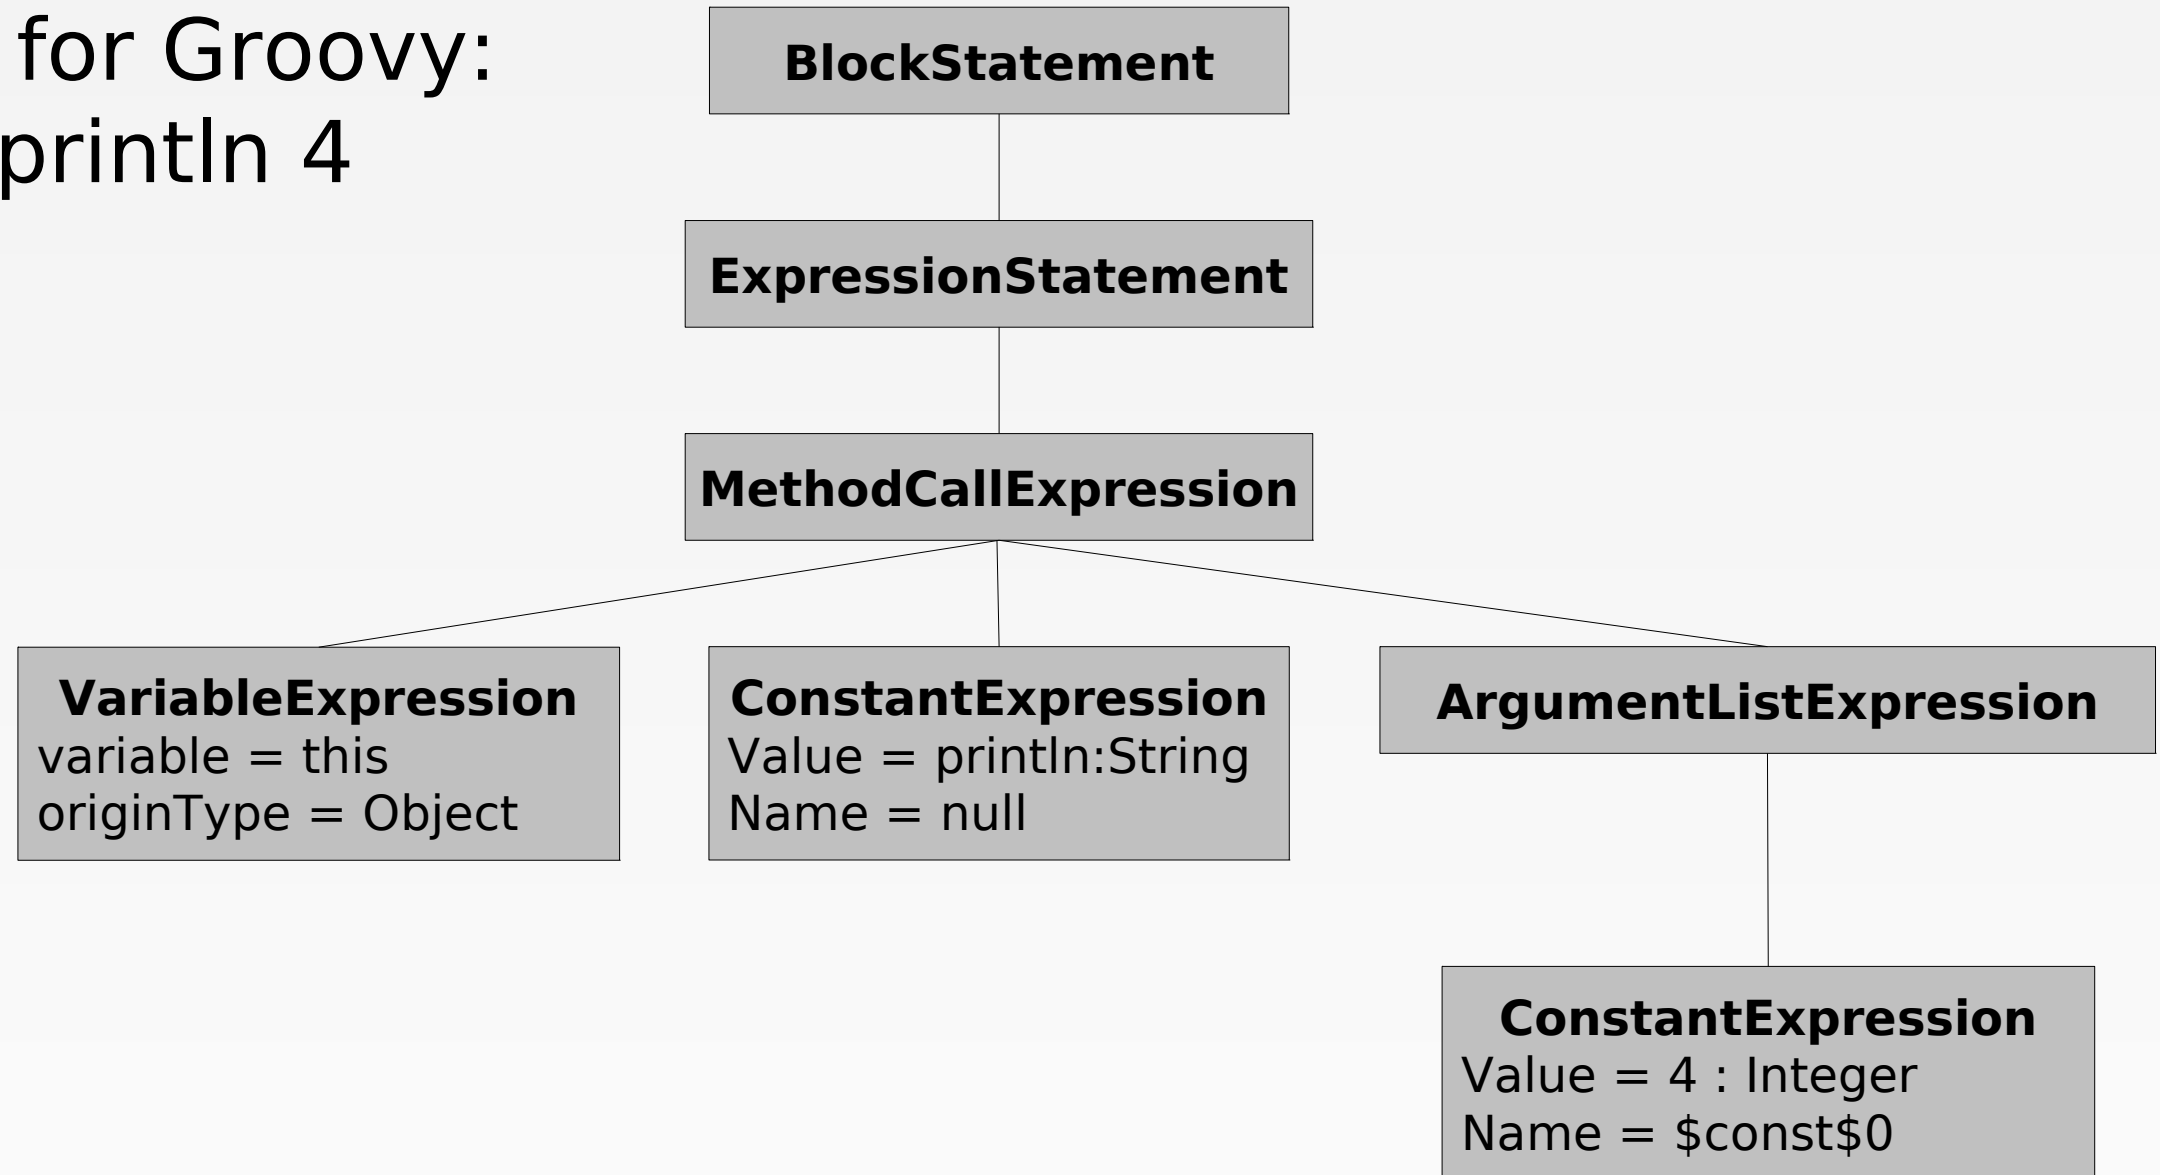 for Groovy:
println 4
BlockStatement
ExpressionStatement
MethodCallExpression
VariableExpression
variable = this
originType = Object
ConstantExpression
Value = println:String
Name = null
ArgumentListExpression
ConstantExpression
Value = 4 : Integer
Name = $const$0